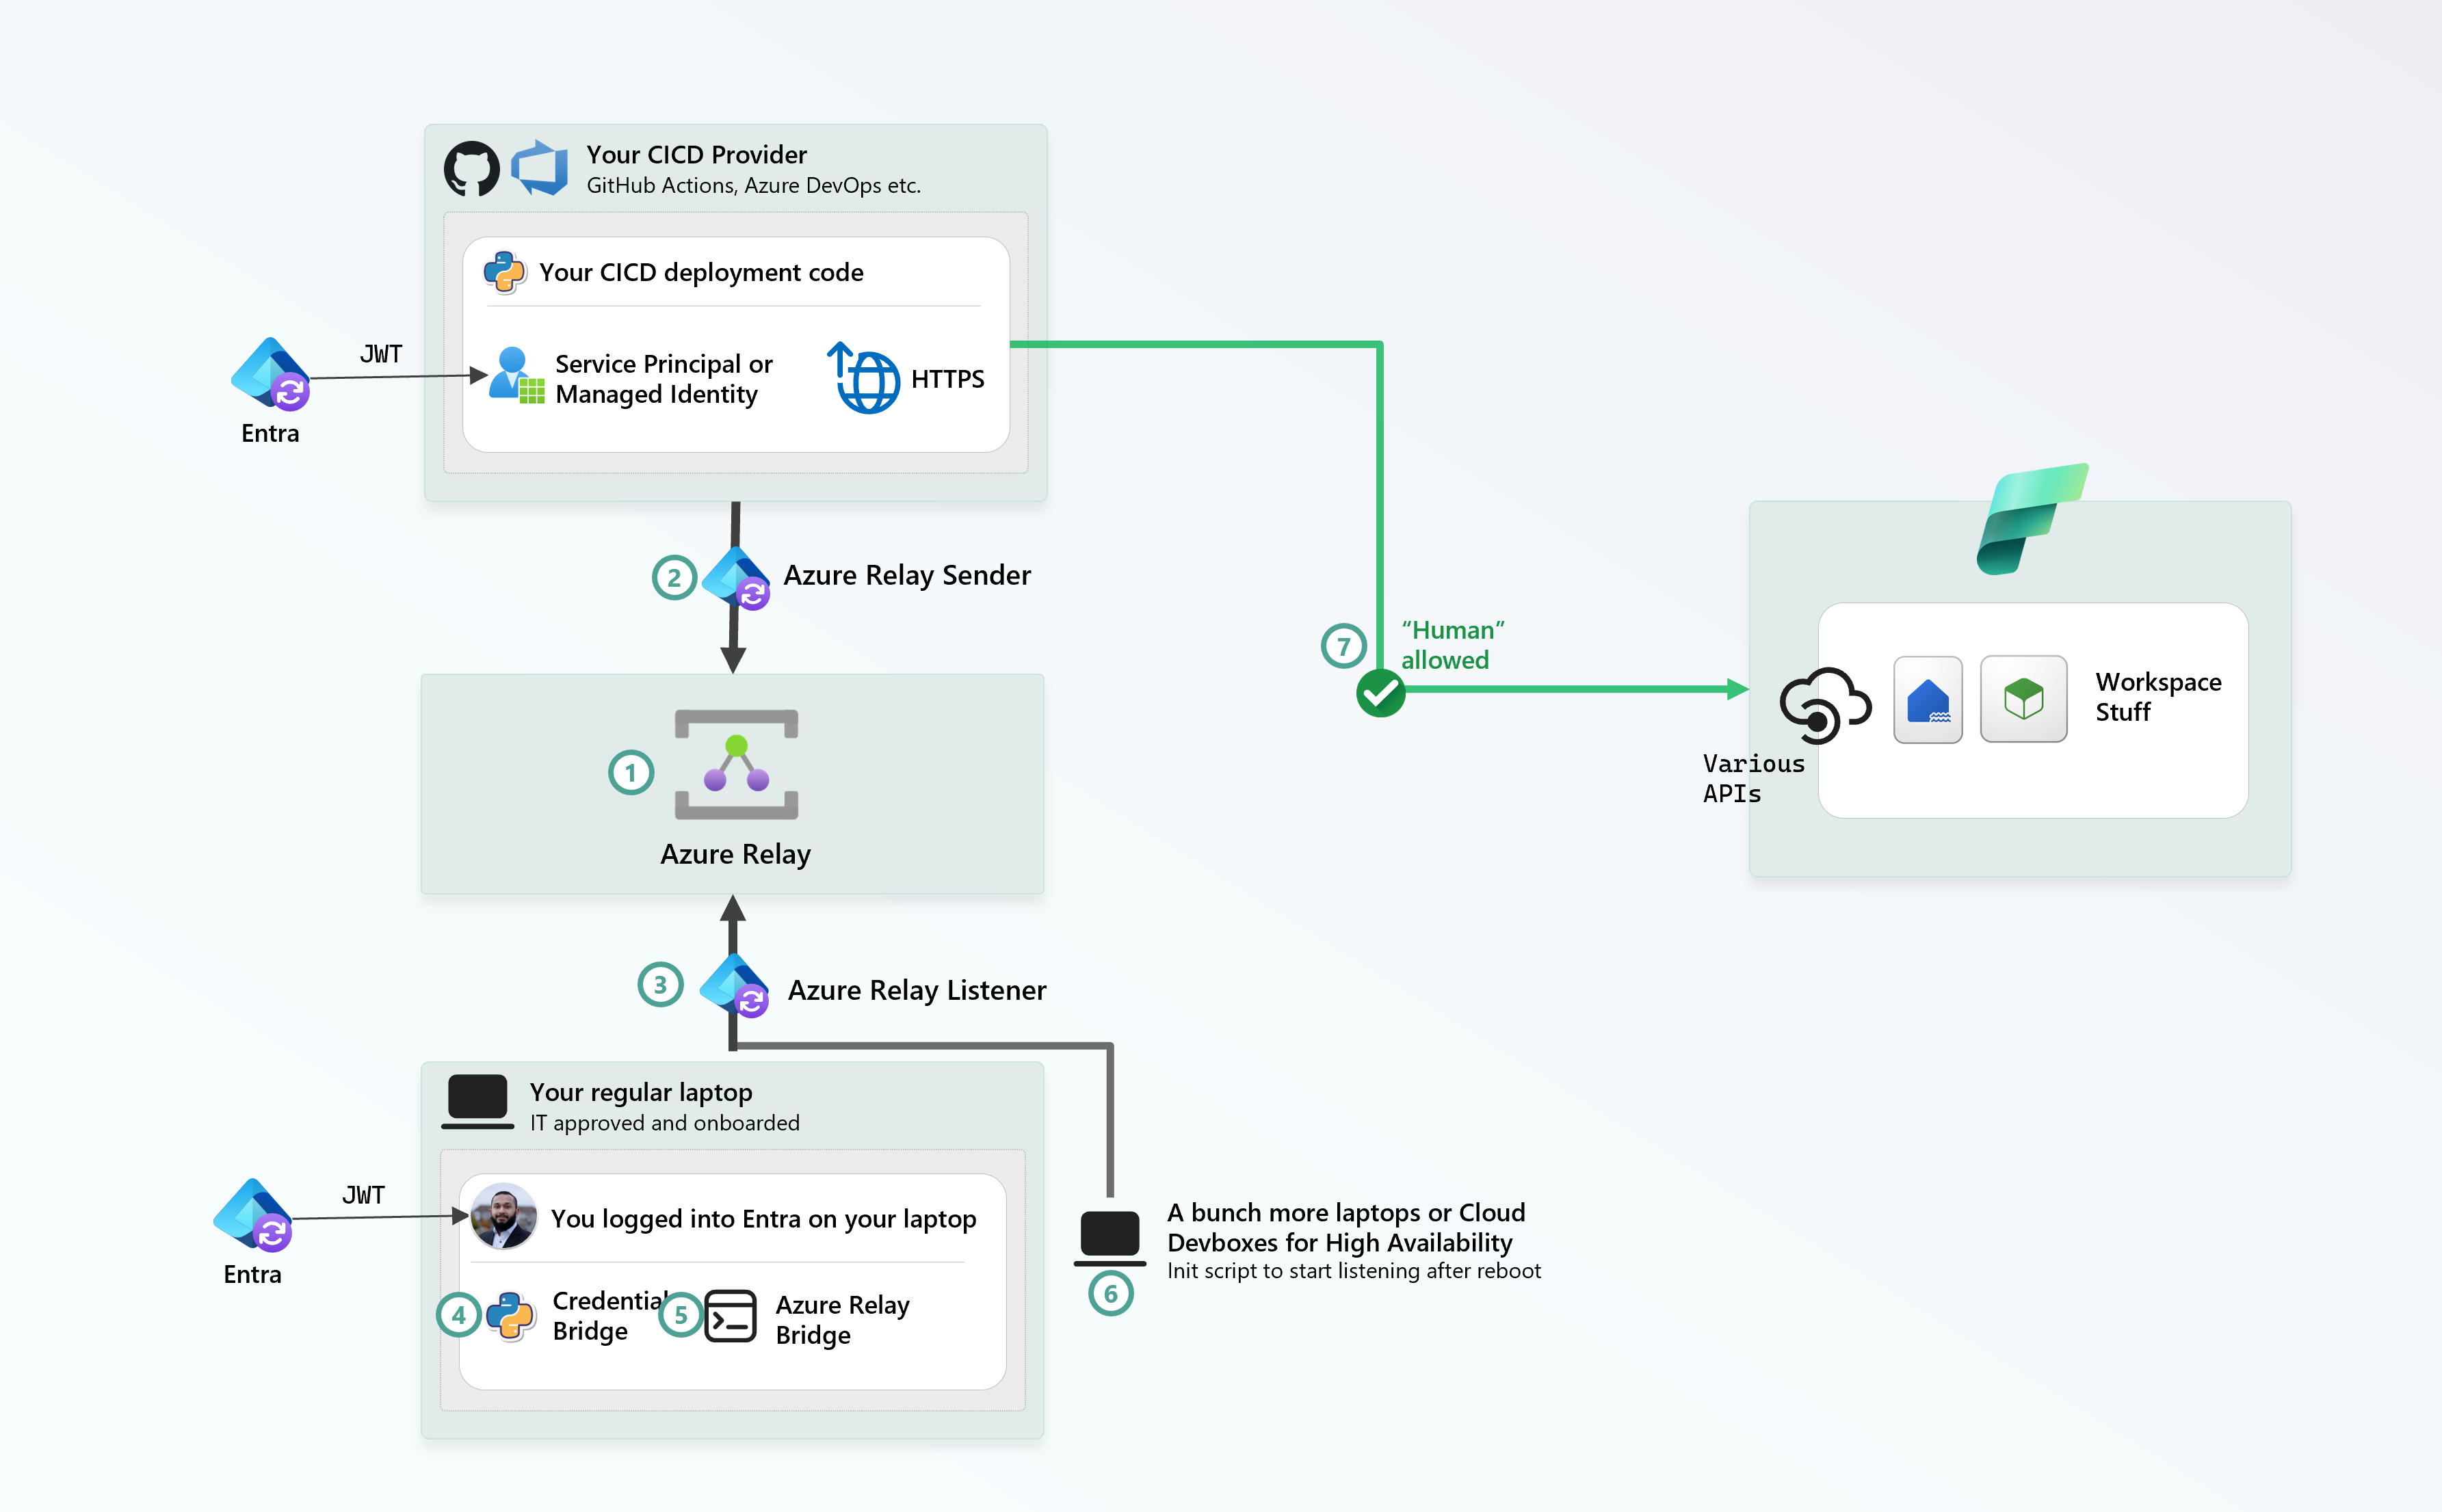 Your CICD Provider
GitHub Actions, Azure DevOps etc.
Your CICD deployment code
JWT
Service Principal or
Managed Identity
HTTPS
Entra
2
Azure Relay Sender
7
“Human”
allowed
Workspace
Stuff
Various
APIs
1
Azure Relay
3
Azure Relay Listener
Your regular laptop
IT approved and onboarded
JWT
You logged into Entra on your laptop
Entra
4
Credential
Bridge
5
Azure Relay
Bridge
A bunch more laptops or Cloud
Devboxes for High Availability
Init script to start listening after reboot
6